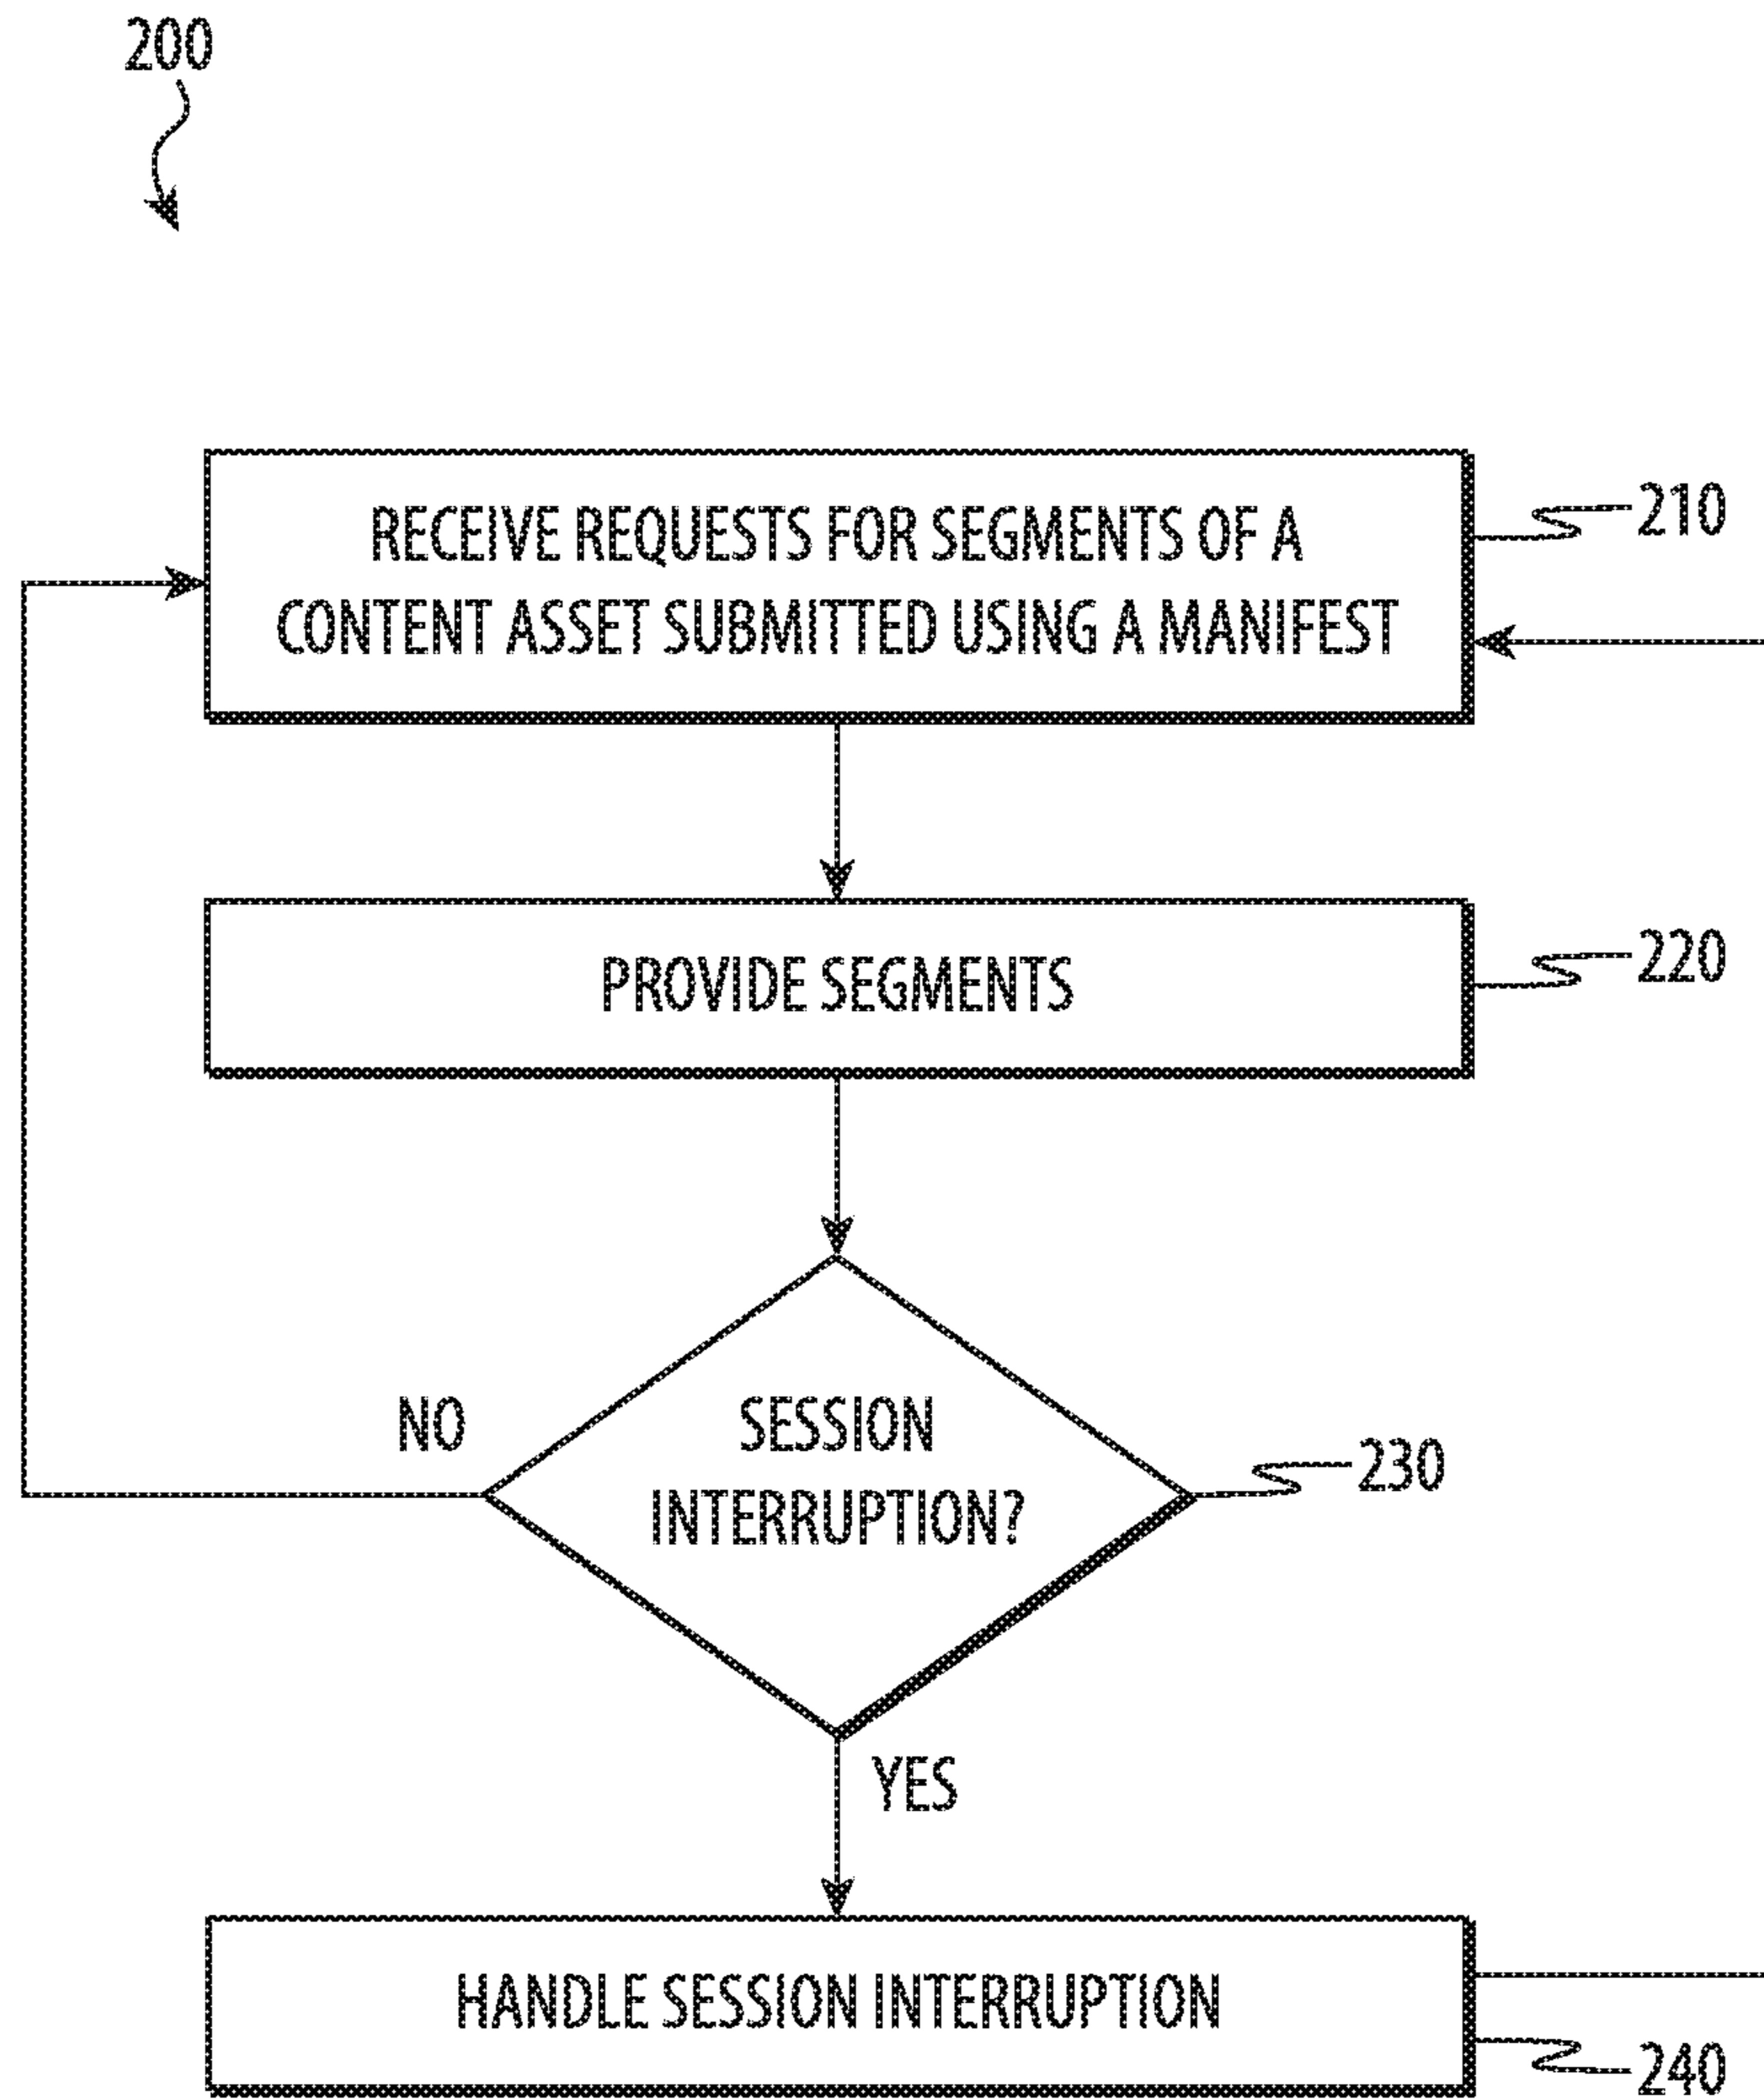 200
RECEIVE REQUESTS FOR SEGMENTS OF A
CONTENT ASSET SUBMITTED USING A MANIFEST
210
PROVIDE SEGMENTS
220
NO
SESSION
INTERRUPTION?
230
YES
HANDLE SESSION INTERRUPTION
240